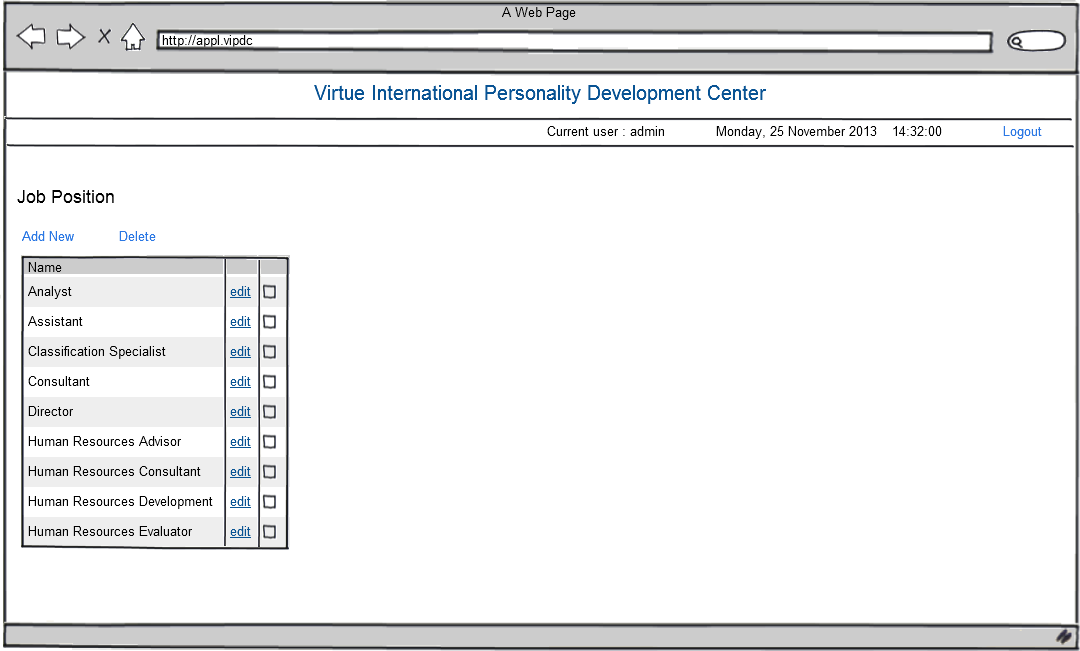 A Web Page
http://appl.vipdc
Virtue International Personality Development Center
Current user : admin Monday, 25 November 2013 14:32:00 Logout
Job Position
Add New Delete
Name
Analyst edit
Assistant edit
Classification Specialist edit
Consultant edit
Director edit
Human Resources Advisor edit
Human Resources Consultant edit
Human Resources Development edit
Human Resources Evaluator edit